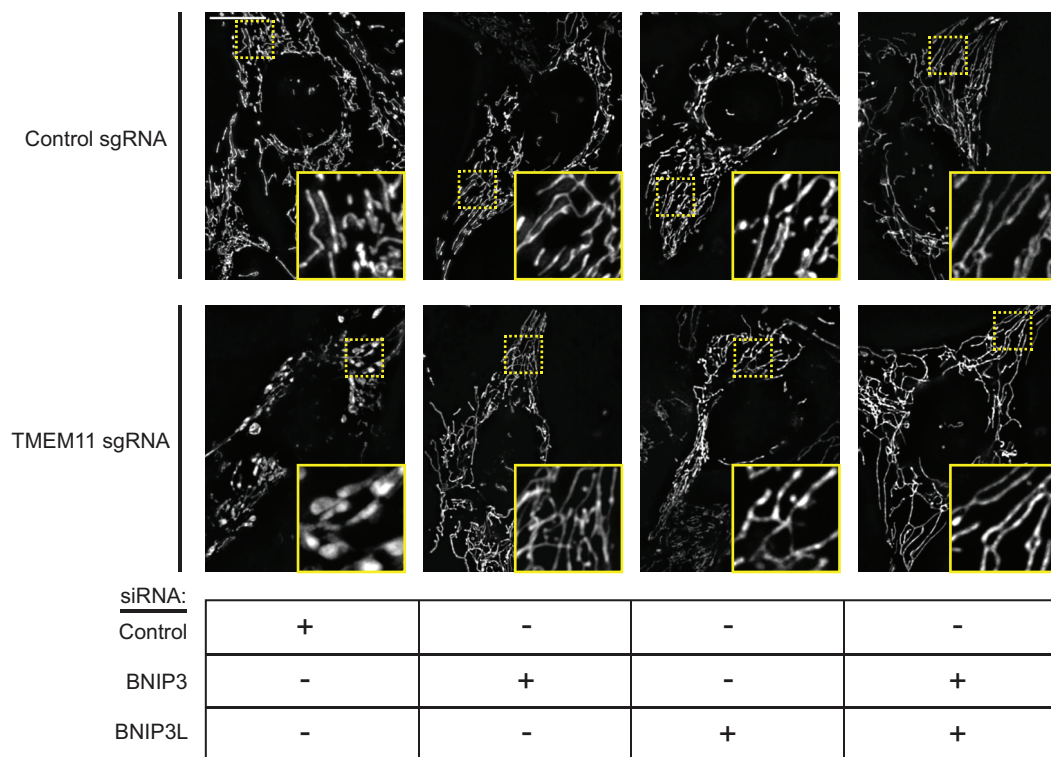 Control sgRNA
TMEM11 sgRNA
siRNA:
Control + - - -
BNIP3 - + - +
BNIP3L - - + +